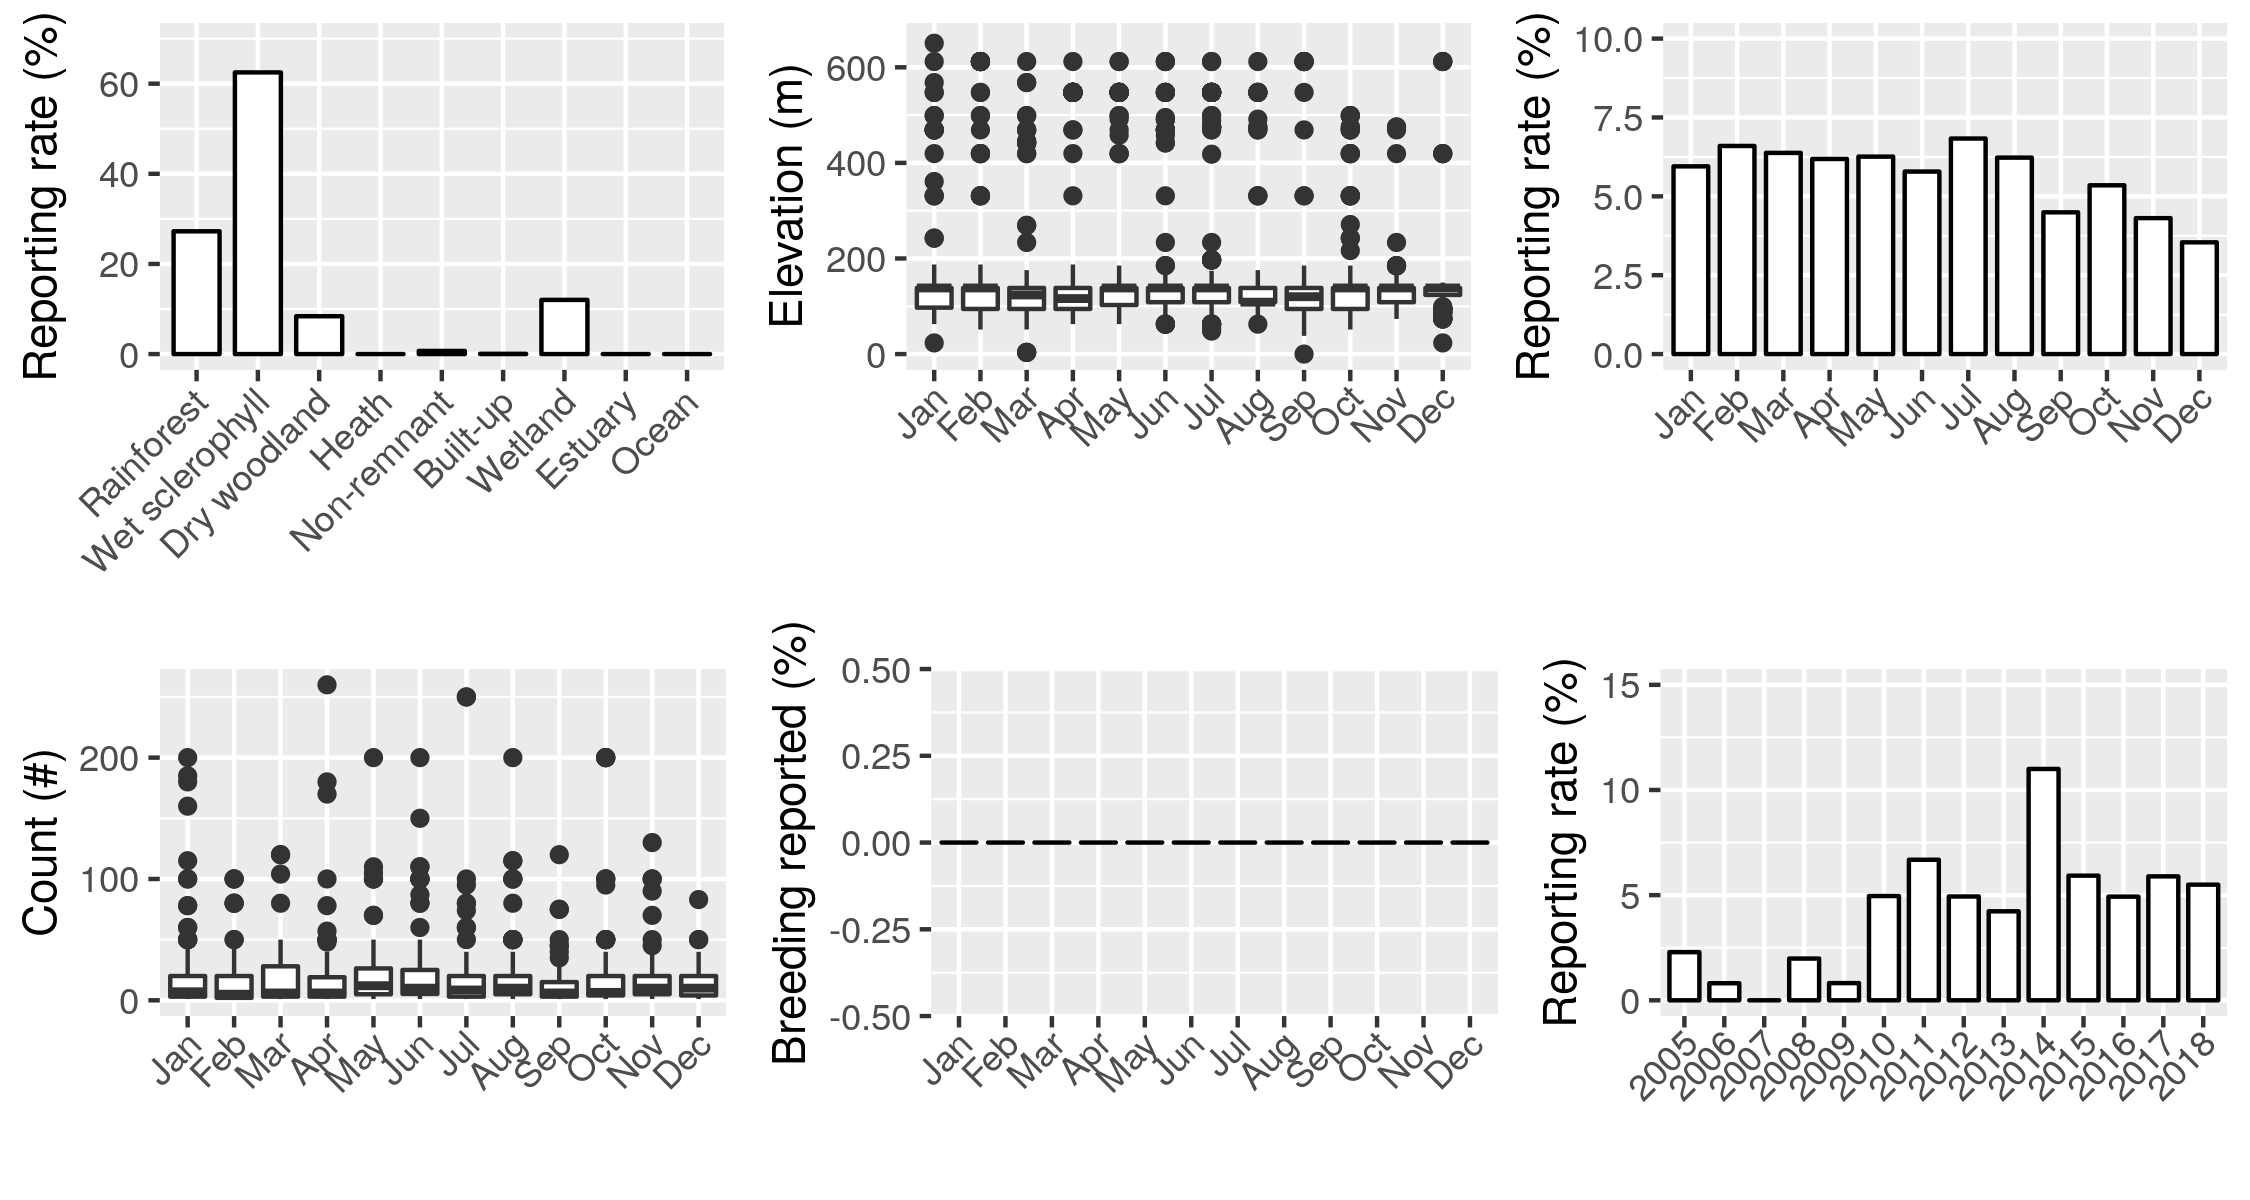 Reporting rate (%)
60
40
20
0
Rainforest
Wet sclerophyll
Dry woodland
Heath
Non-remnant
Built-up
Wetland
Estuary
Ocean
Elevation (m)
600
400
200
0
Jan
Feb
Mar
Apr
May
Jun
Jul
Aug
Sep
Oct
Nov
Dec
Reporting rate (%)
10.0
7.5
5.0
2.5
0.0
Jan
Feb
Mar
Apr
May
Jun
Jul
Aug
Sep
Oct
Nov
Dec
Count (#)
200
100
0
Jan
Feb
Mar
Apr
May
Jun
Jul
Aug
Sep
Oct
Nov
Dec
Breeding reported (%)
0.50
0.25
0.00
-0.25
-0.50
Jan
Feb
Mar
Apr
May
Jun
Jul
Aug
Sep
Oct
Nov
Dec
Reporting rate (%)
15
10
5
0
2005
2006
2007
2008
2009
2010
2011
2012
2013
2014
2015
2016
2017
2018